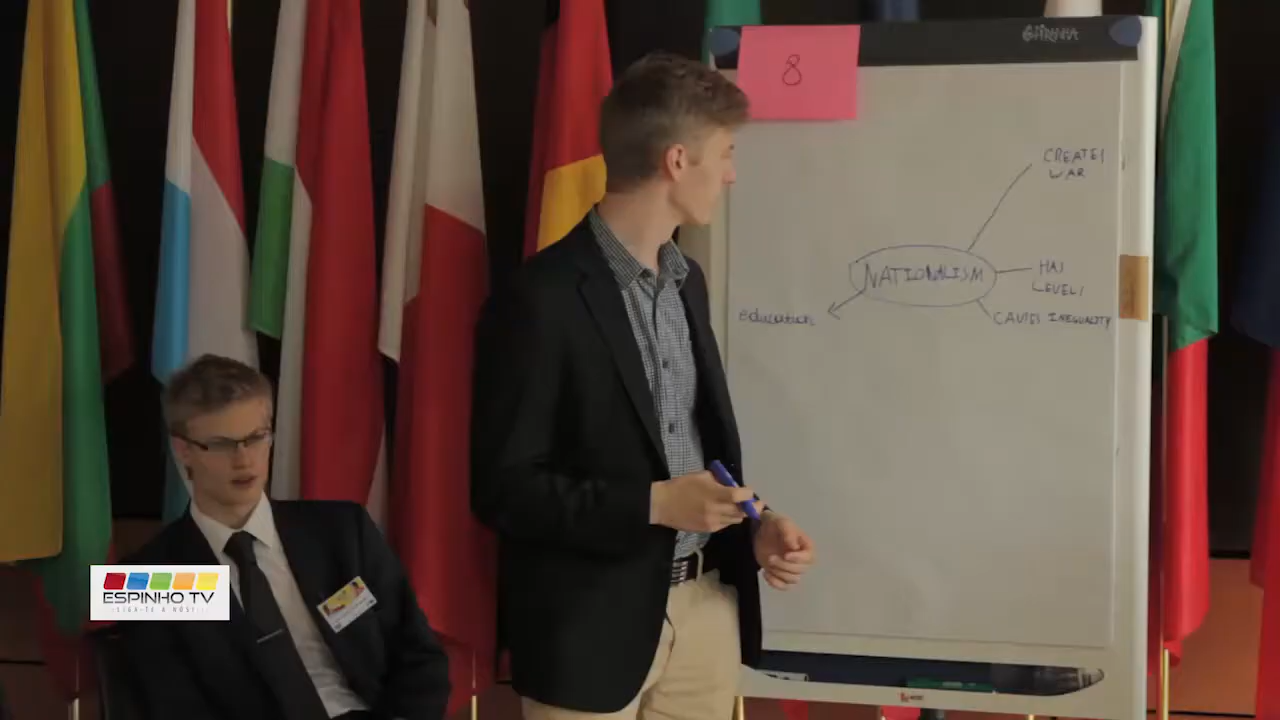 8
CREATES
WAR
NATIONALISM
HAS
LEVELS
education
CAUSES INEQUALITY
ESPINHO TV